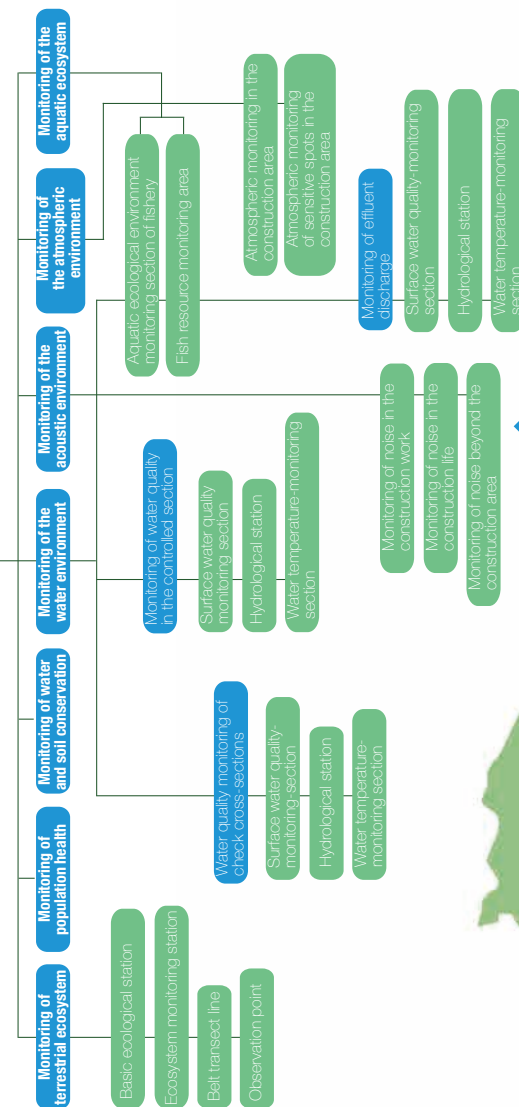 Monitoring of
terrestrial ecosystem
Monitoring of
population health
Monitoring of water
and soil conservation
Monitoring of the
water environment
Monitoring of the
acoustic environment
Monitoring of
the atmospheric
environment
Monitoring of the
aquatic ecosystem
Basic ecological station
Ecosystem monitoring station
Belt transect line
Observation point
Water quality monitoring of
check cross-sections
Surface water quality-
monitoring-section
Hydrological station
Water temperature-
monitoring section
Monitoring of water quality
in the controlled section
Surface water quality
monitoring section
Hydrological station
Water temperature-monitoring
section
Monitoring of effluent
discharge
Surface water quality-monitoring
section
Hydrological station
Water temperature-monitoring
section
Monitoring of noise in the
construction work
Monitoring of noise in the
construction life
Monitoring of noise beyond the
construction area
Atmospheric monitoring in the
construction area
Atmospheric monitoring
of sensitive spots in the
construction area
Aquatic ecological environment
monitoring section of fishery
Fish resource monitoring area